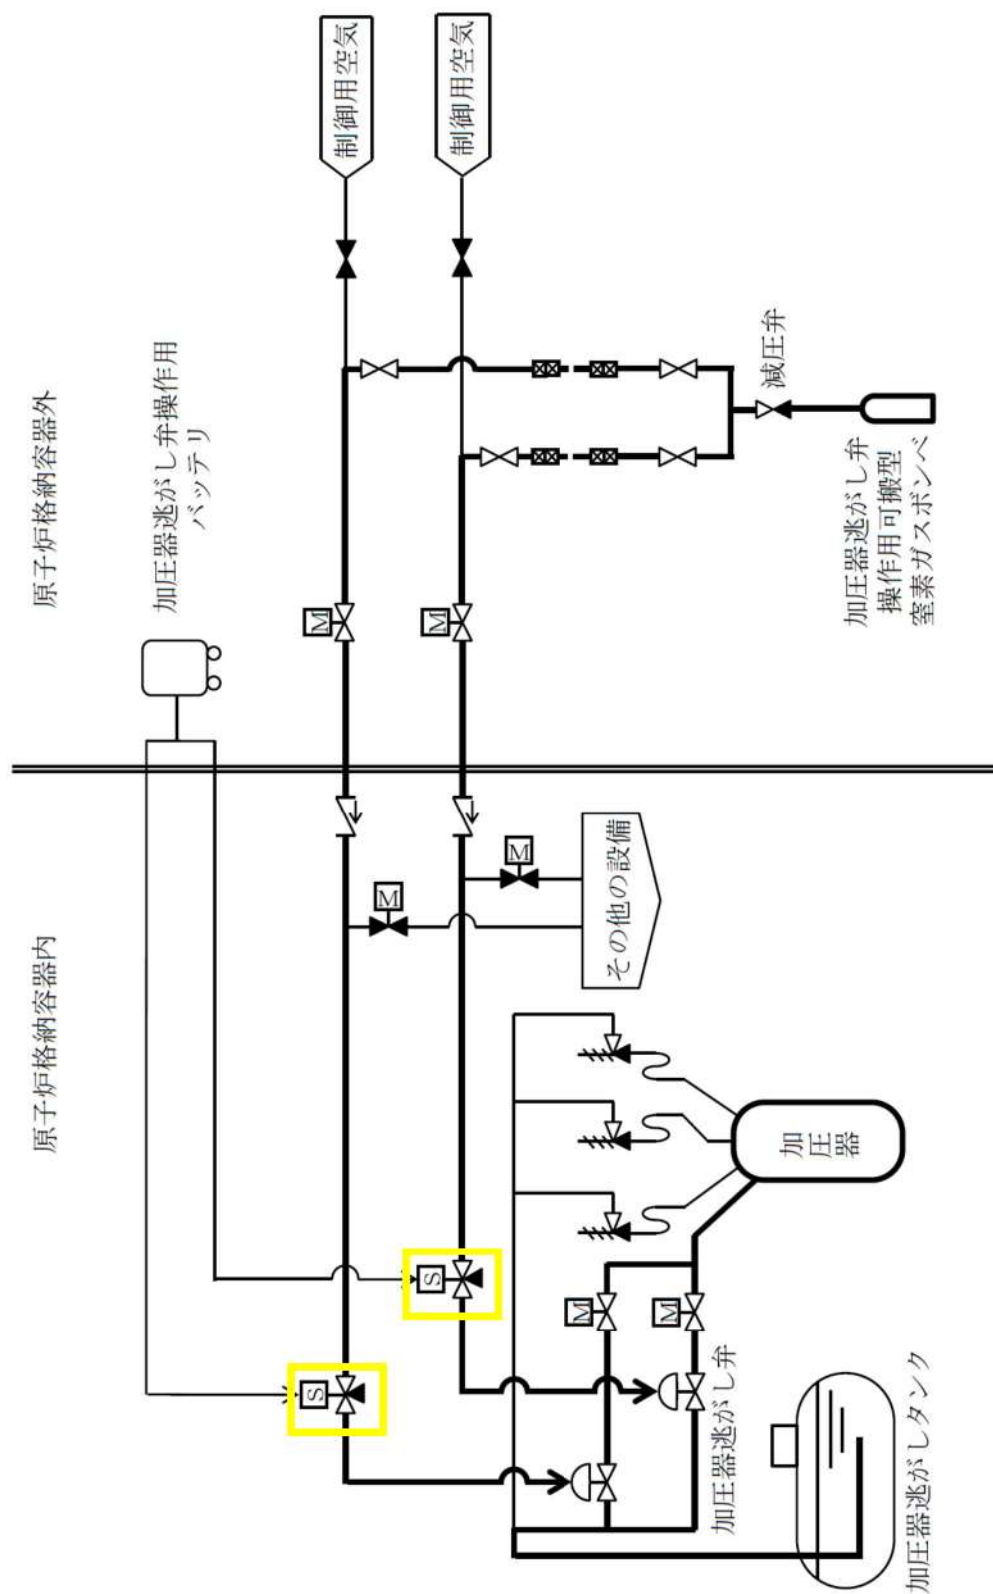 原子炉格納容器外
原子炉格納容器内
加圧器逃がし弁操作用
バッテリ
制御用空気
制御用空気
M
M
減圧弁
加圧器逃がし弁
操作用可搬型
窒素ガスボンベ
M
M
その他の設備
S
S
M
M
加圧器
加圧器逃がし弁
加圧器逃がしタンク